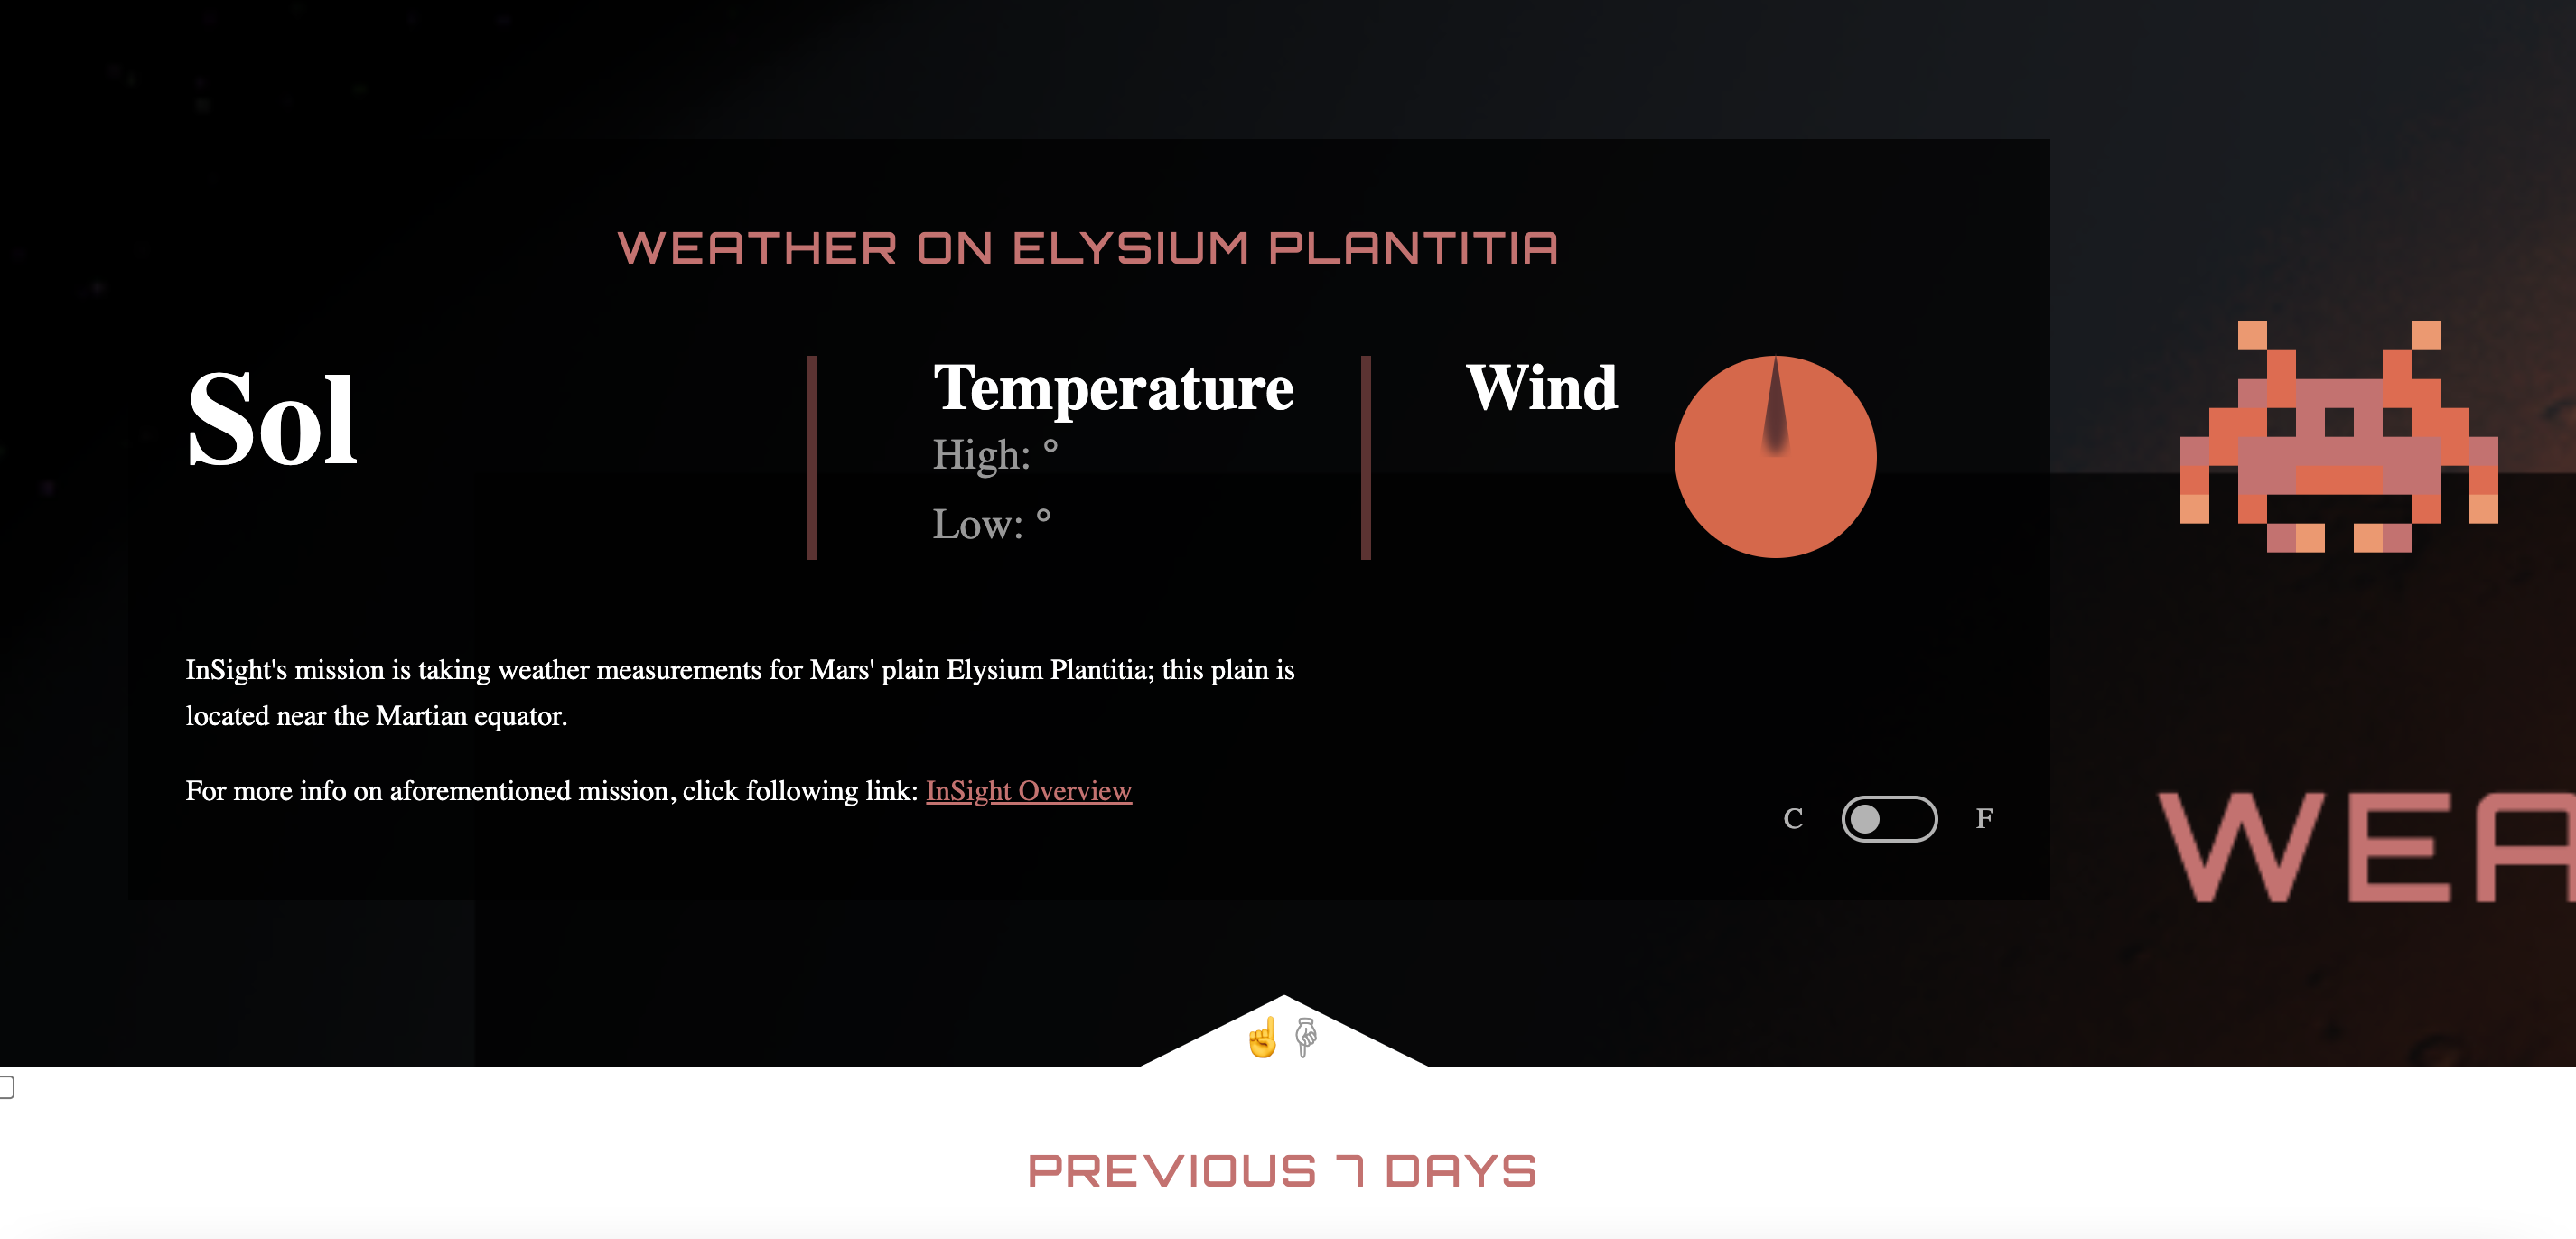 WEATHER ON ELYSIUM PLANTITIA
Sol
Temperature
High: °
Low: °
Wind
InSight's mission is taking weather measurements for Mars' plain Elysium Plantitia; this plain is
located near the Martian equator.
For more info on aforementioned mission, click following link: InSight Overview
C F
WEA
PREVIOUS 7 DAYS